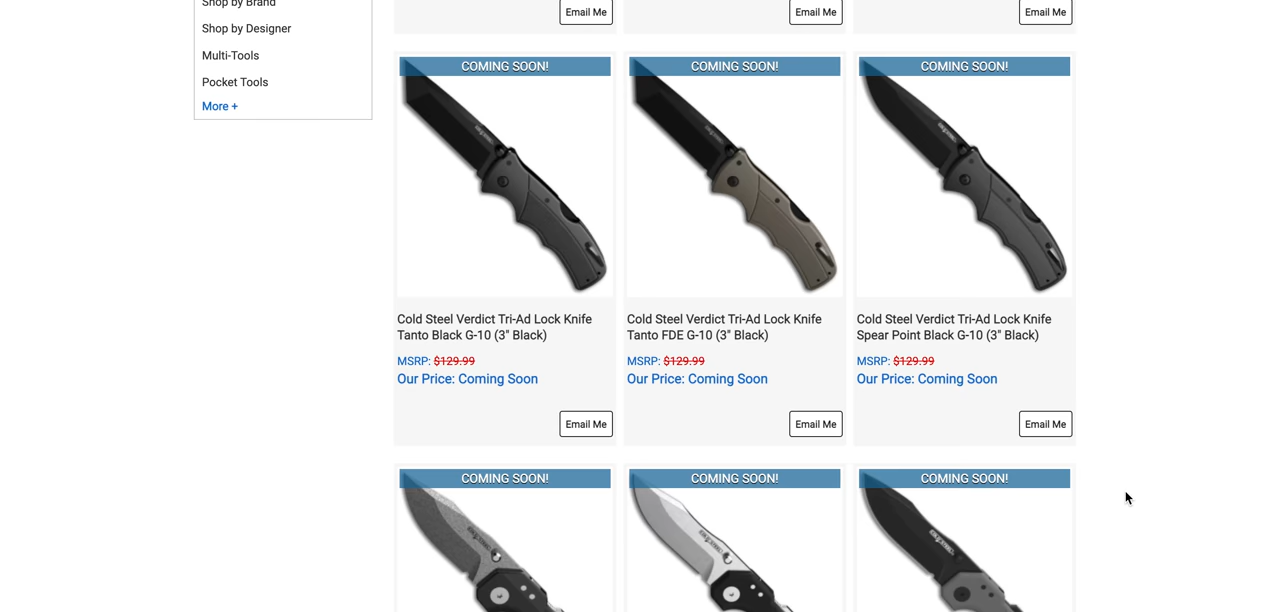 Shop by Brand
Shop by Designer
Multi-Tools
Pocket Tools
More +
Email Me
Email Me
Email Me
COMING SOON!
COMING SOON!
COMING SOON!
Cold Steel Verdict Tri-Ad Lock Knife
Tanto Black G-10 (3" Black)
MSRP: $129.99
Our Price: Coming Soon
Email Me
Cold Steel Verdict Tri-Ad Lock Knife
Tanto FDE G-10 (3" Black)
MSRP: $129.99
Our Price: Coming Soon
Email Me
Cold Steel Verdict Tri-Ad Lock Knife
Spear Point Black G-10 (3" Black)
MSRP: $129.99
Our Price: Coming Soon
Email Me
COMING SOON!
COMING SOON!
COMING SOON!